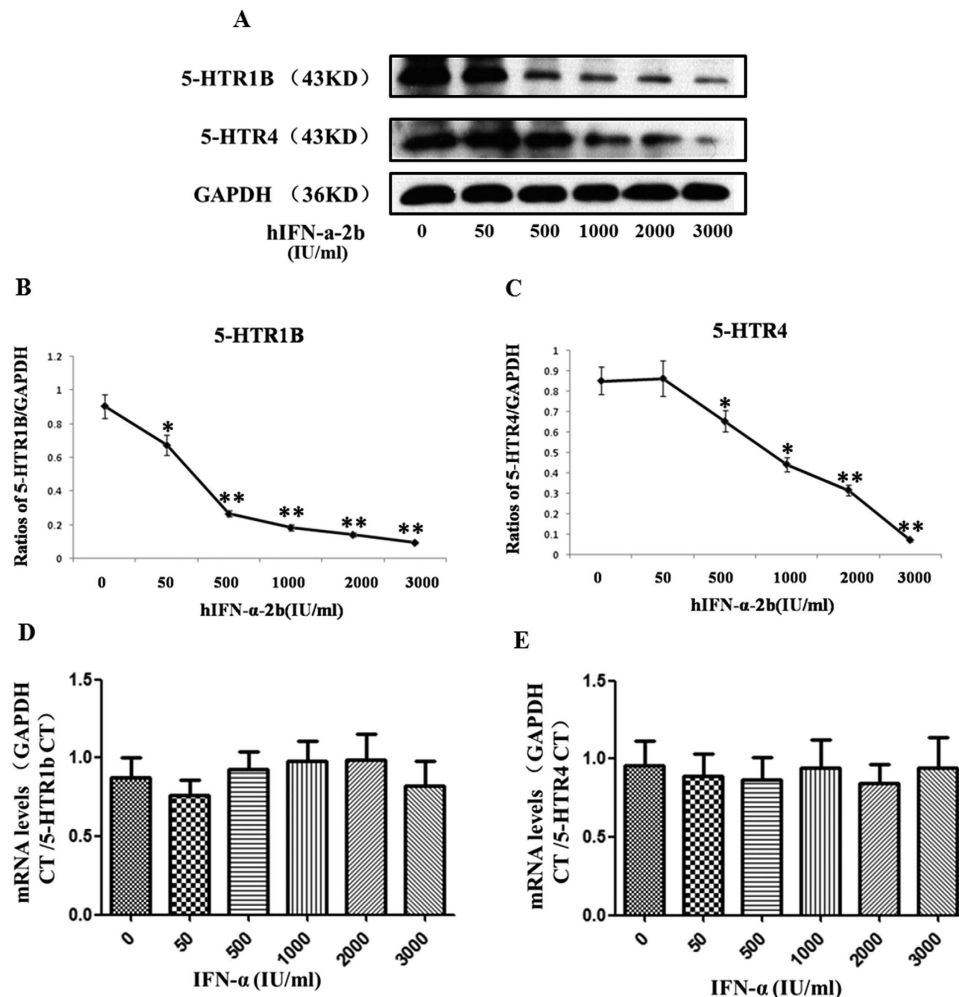 A
5-HTR1B （43KD）
5-HTR4（43KD）
GAPDH （36KD）
hIFN-a-2b 0 50 500 1000 2000 3000
(IU/ml)
B
5-HTR1B
Ratios of 5-HTR1B/GAPDH
1.2
1
0.8
0.6
0.4
0.2
0
*
**
**
**
**
0 50 500 1000 2000 3000
hIFN-α-2b(IU/ml)
C
5-HTR4
Ratios of 5-HTR4/GAPDH
1
0.9
0.8
0.7
0.6
0.5
0.4
0.3
0.2
0.1
0
*
*
**
**
0 50 500 1000 2000 3000
hIFN-α-2b(IU/ml)
D
mRNA levels （GAPDH
CT /5-HTR1b CT）
1.5
1.0
0.5
0.0
0 50 500 1000 2000 3000
IFN-α (IU/ml)
E
mRNA levels （GAPDH
CT /5-HTR4 CT）
1.5
1.0
0.5
0.0
0 50 500 1000 2000 3000
IFN-α (IU/ml)